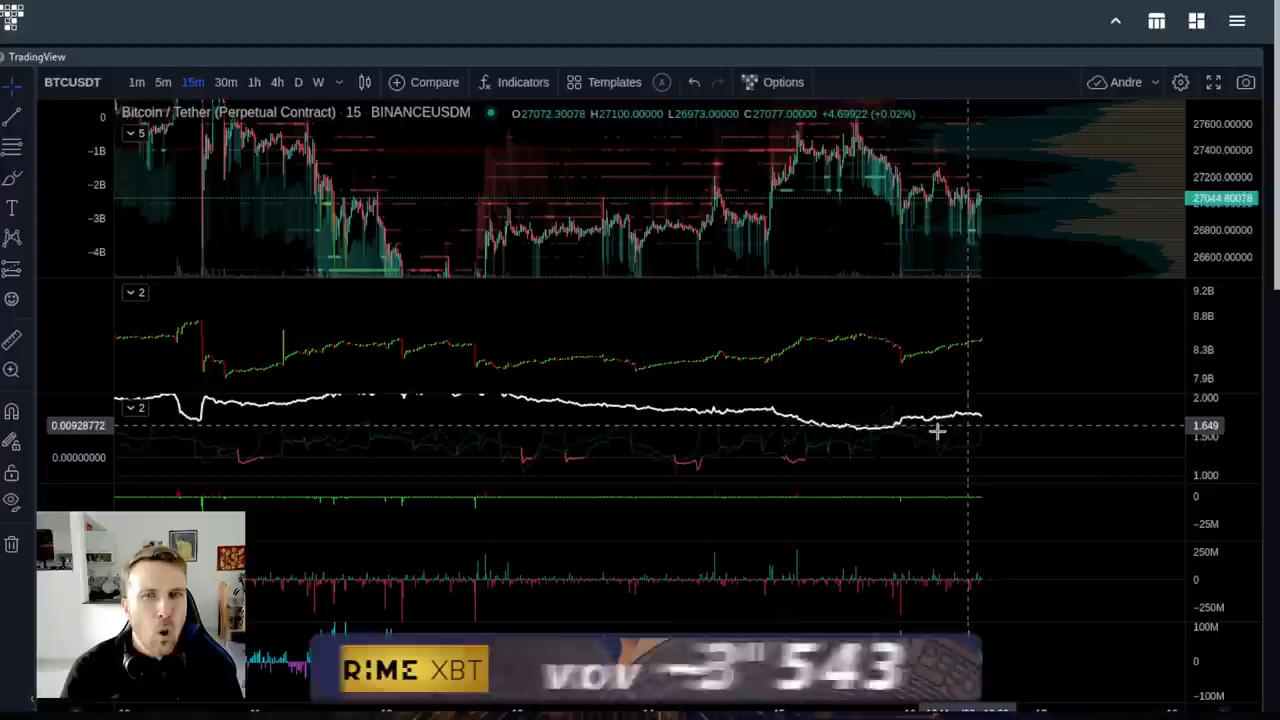 TradingView
BTCUSDT 1m 5m 15m 30m 1h 4h D W Compare Indicators Templates A Options Andre
Bitcoin / Tether (Perpetual Contract) · 15 · BINANCEUSDM O27072.30078 H27100.00000 L26973.00000 C27077.00000 +4.69922 (+0.02%)
5
0
−1B
−2B
−3B
−4B
27600.00000
27400.00000
27200.00000
27044.80078
26800.00000
26600.00000
2
9.2B
8.8B
8.3B
7.9B
2
2.000
0.00928772
1.649
0.00000000
1.000
0
−25M
250M
0
−250M
100M
0
−100M
RIME XBT
543